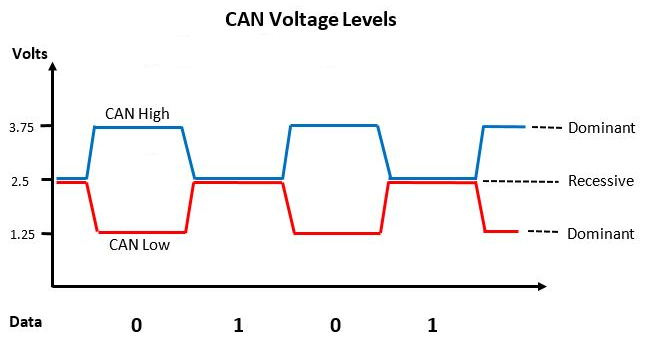 CAN Voltage Levels
Volts
CAN High
3.75
Dominant
2.5
Recessive
1.25
Dominant
CAN Low
Data 0 1 0 1